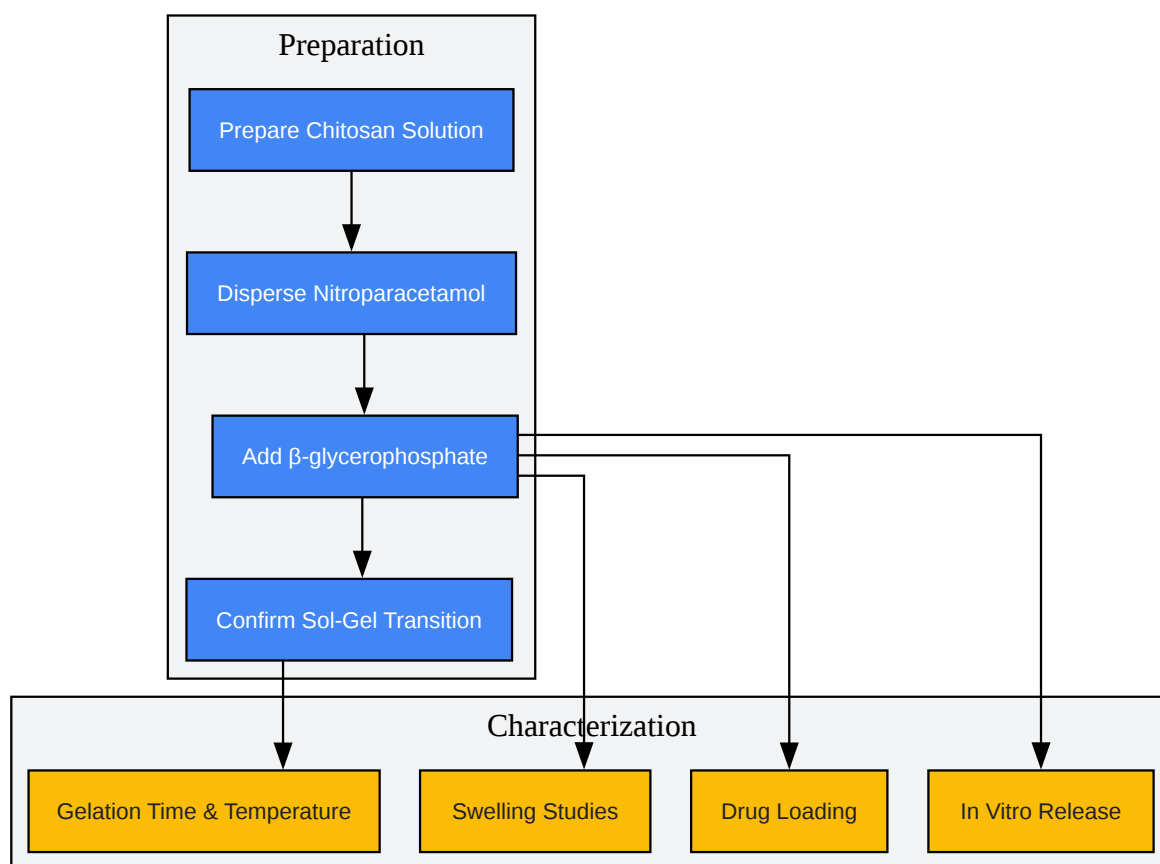 Preparation
Prepare Chitosan Solution
Disperse Nitroparacetamol
Add β-glycerophosphate
Confirm Sol-Gel Transition
Characterization
Gelation Time & Temperature
Swelling Studies
Drug Loading
In Vitro Release